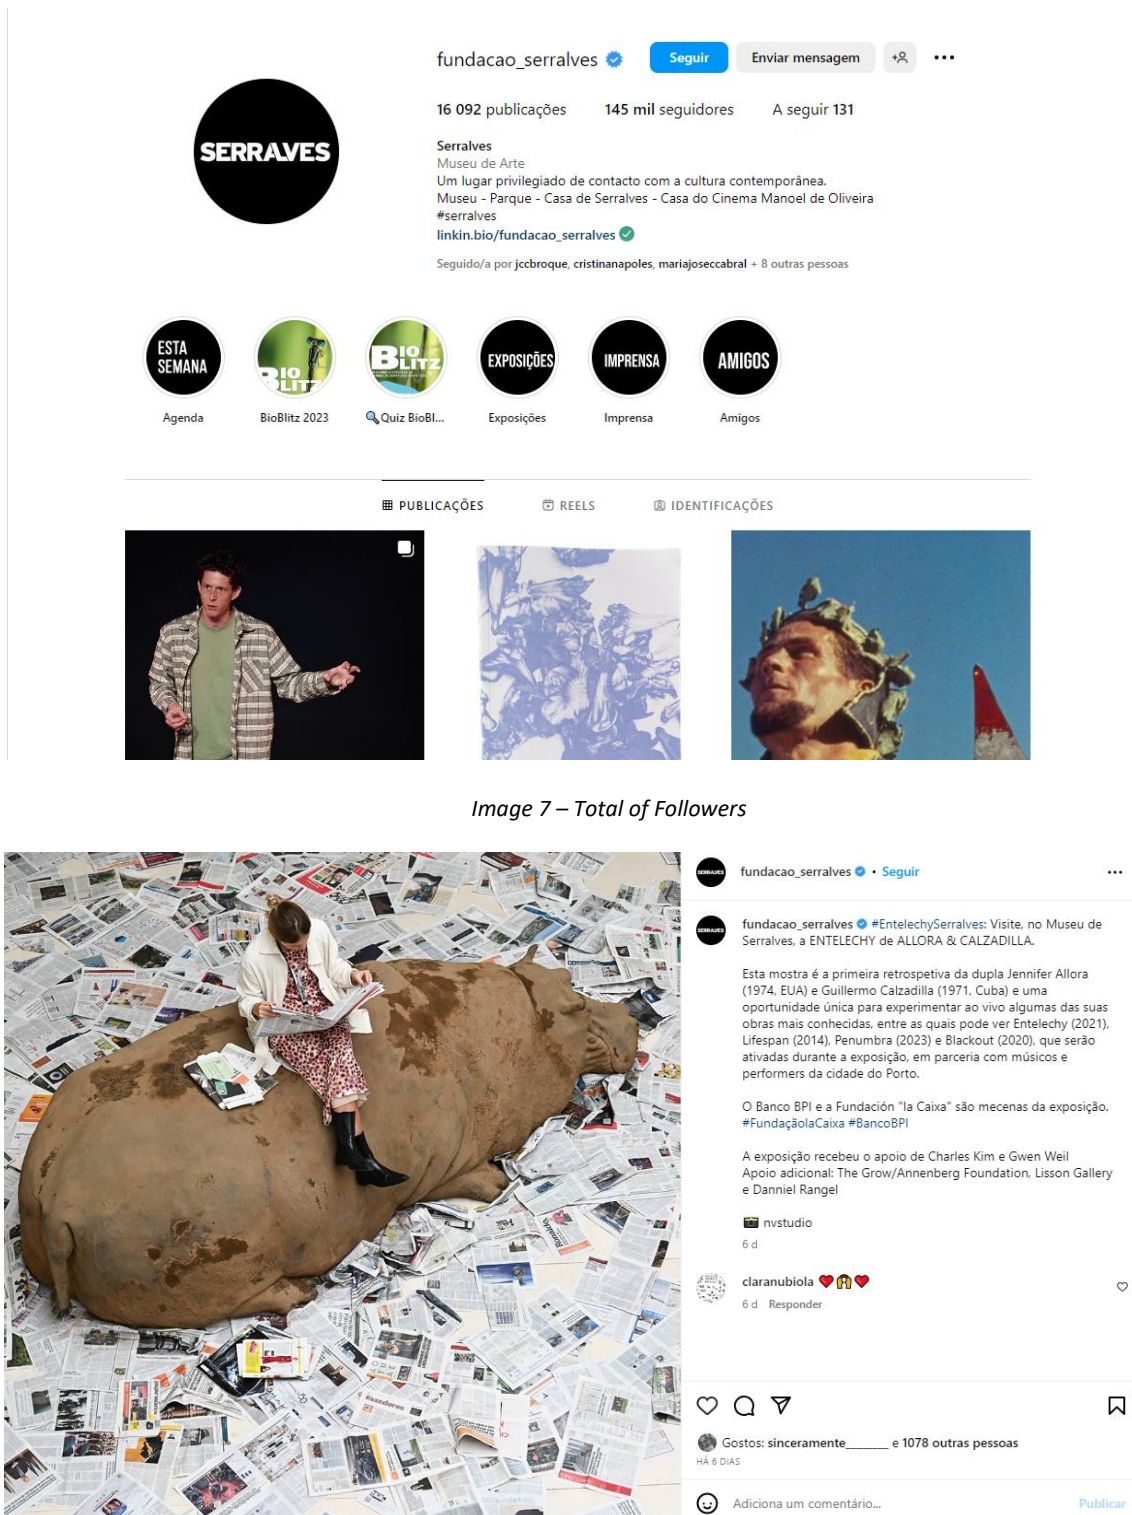 fundacao_serralves
Seguir
Enviar mensagem
16 092 publicações 145 mil seguidores A seguir 131
SERRALVES
Serralves
Museu de Arte
Um lugar privilegiado de contacto com a cultura contemporânea.
Museu - Parque - Casa de Serralves - Casa do Cinema Manoel de Oliveira
#serralves
linkin.bio/fundacao_serralves
Seguido/a por jccbroque, cristinanapoles, mariajoseccabral + 8 outras pessoas
ESTA
SEMANA
BIO
BLITZ
BIO
BLITZ
EXPOSIÇÕES
IMPRENSA
AMIGOS
Agenda
BioBlitz 2023
Quiz BioBl...
Exposições
Imprensa
Amigos
PUBLICAÇÕES
REELS
IDENTIFICAÇÕES
Image 7 – Total of Followers
fundacao_serralves • Seguir
fundacao_serralves #EntelechySerralves: Visite, no Museu de
Serralves, a ENTELECHY de ALLORA & CALZADILLA.
Esta mostra é a primeira retrospetiva da dupla Jennifer Allora
(1974, EUA) e Guillermo Calzadilla (1971, Cuba) e uma
oportunidade única para experimentar ao vivo algumas das suas
obras mais conhecidas, entre as quais pode ver Entelechy (2021),
Lifespan (2014), Penumbra (2023) e Blackout (2020), que serão
ativadas durante a exposição, em parceria com músicos e
performers da cidade do Porto.
O Banco BPI e a Fundación "la Caixa" são mecenas da exposição.
#FundaçãolaCaixa #BancoBPI
A exposição recebeu o apoio de Charles Kim e Gwen Weil
Apoio adicional: The Grow/Annenberg Foundation, Lisson Gallery
e Danniel Rangel
nvstudio
6 d
claranubiola
6 d Responder
Gostos: sinceramente________ e 1078 outras pessoas
HÁ 6 DIAS
Adiciona um comentário...
Publicar